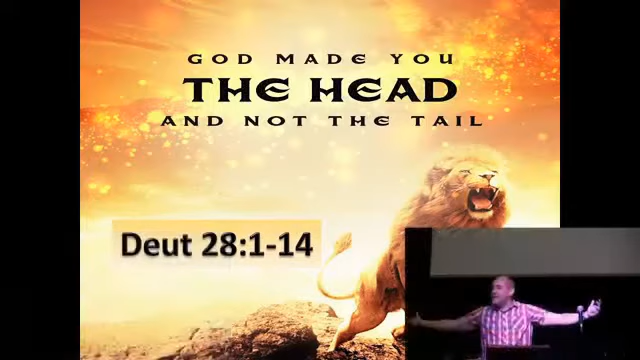 GOD MADE YOU
THE HEAD
AND NOT THE TAIL
Deut 28:1-14